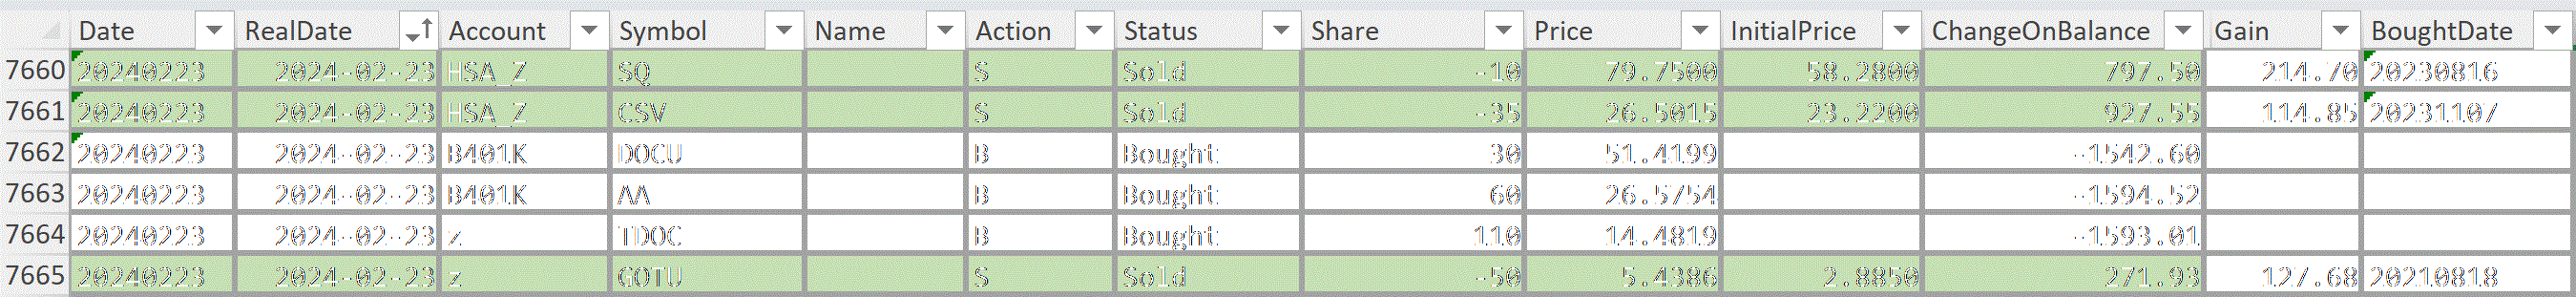 Date RealDate Account Symbol Name Action Status Share Price InitialPrice ChangeOnBalance Gain BoughtDate
7660 20240223 2024-02-23 HSA_Z SQ S Sold -10 79.7500 58.2800 797.50 214.70 20230816
7661 20240223 2024-02-23 HSA_Z CSV S Sold -35 26.5015 23.2200 927.55 114.85 20231107
7662 20240223 2024-02-23 B401K DOCU B Bought 30 51.4199 -1542.60
7663 20240223 2024-02-23 B401K AA B Bought 60 26.5754 -1594.52
7664 20240223 2024-02-23 z TDOC B Bought 110 14.4819 -1593.01
7665 20240223 2024-02-23 z GOTU S Sold -50 5.4386 2.8850 271.93 127.68 20210818